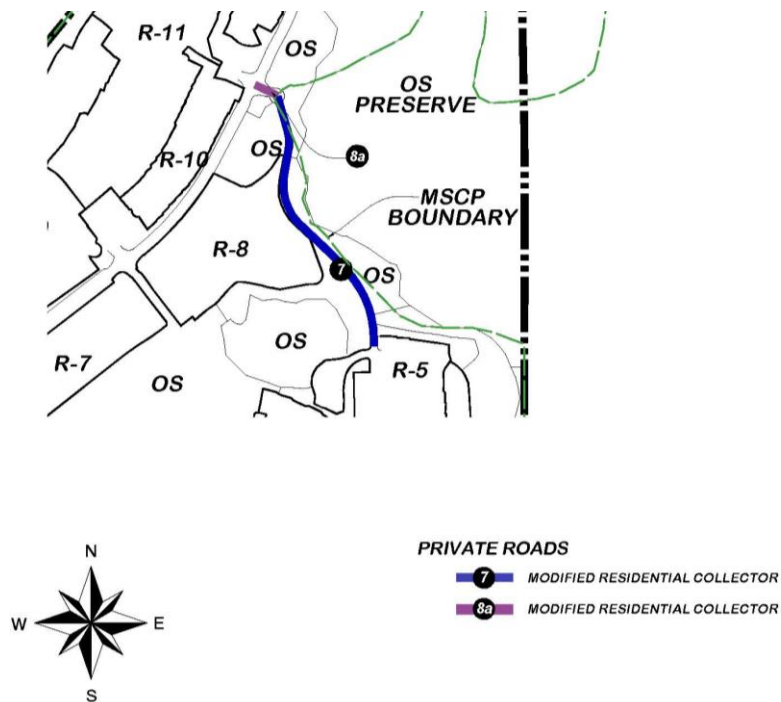 R-11
OS
OS
PRESERVE
R-10
OS
8a
MSCP
BOUNDARY
R-8
7
OS
OS
R-7
OS
R-5
N
W
E
S
PRIVATE ROADS
7 MODIFIED RESIDENTIAL COLLECTOR
8a MODIFIED RESIDENTIAL COLLECTOR